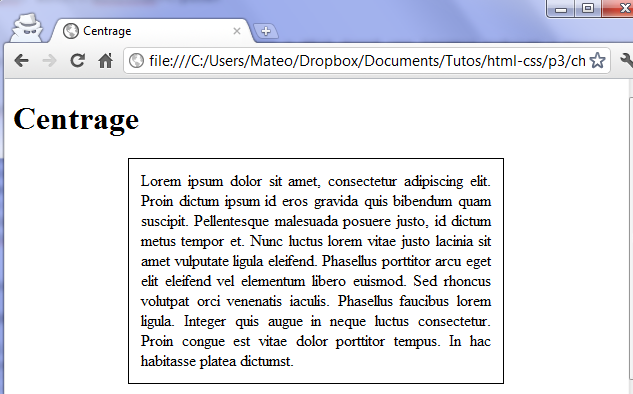 Centrage
file:///C:/Users/Mateo/Dropbox/Documents/Tutos/html-css/p3/ch
Centrage
Lorem ipsum dolor sit amet, consectetur adipiscing elit.
Proin dictum ipsum id eros gravida quis bibendum quam
suscipit. Pellentesque malesuada posuere justo, id dictum
metus tempor et. Nunc luctus lorem vitae justo lacinia sit
amet vulputate ligula eleifend. Phasellus porttitor arcu eget
elit eleifend vel elementum libero euismod. Sed rhoncus
volutpat orci venenatis iaculis. Phasellus faucibus lorem
ligula. Integer quis augue in neque luctus consectetur.
Proin congue est vitae dolor porttitor tempus. In hac
habitasse platea dictumst.